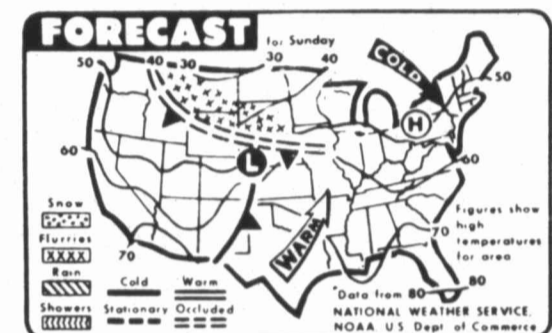 FORECAST for Sunday
50 40 30 30 40
COLD
50
H
60
L
60
Snow
Flurries
Rain
Showers
70
Cold Warm
Stationary Occluded
WARM
Figures show
high
temperatures
for area
70
80 80
Data from
NATIONAL WEATHER SERVICE,
NOAA, U.S. Dept of Commerce